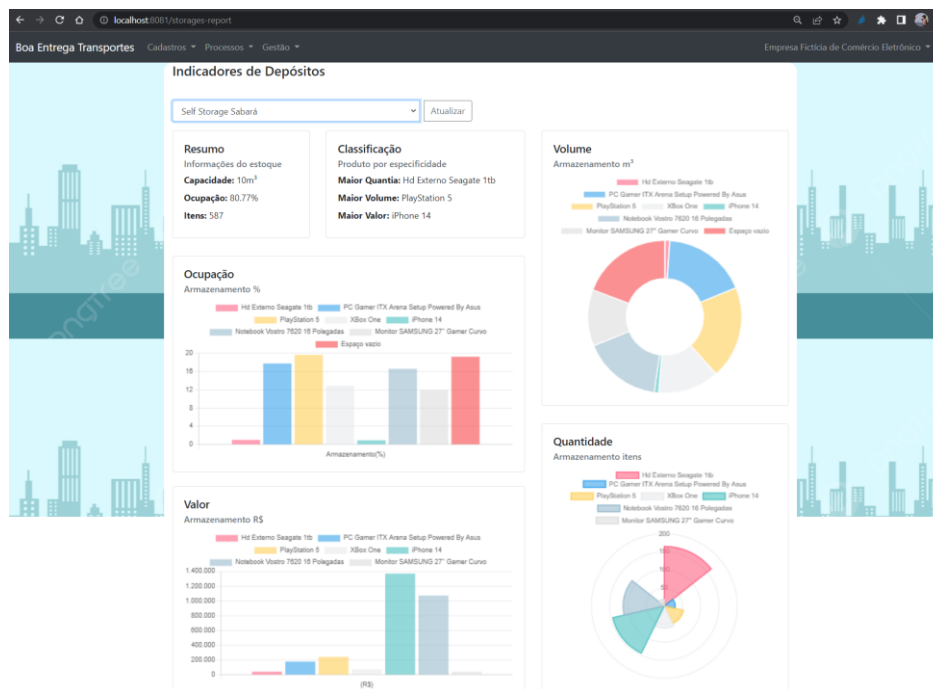 localhost:8081/storages-report
Boa Entrega Transportes Cadastros Processos Gestão Empresa Fictícia de Comércio Eletrônico
Indicadores de Depósitos
Self Storage Sabará Atualizar
Resumo
Informações do estoque
Capacidade: 10m³
Ocupação: 80.77%
Itens: 587
Classificação
Produto por especificidade
Maior Quantia: Hd Externo Seagate 1tb
Maior Volume: PlayStation 5
Maior Valor: iPhone 14
Volume
Armazenamento m³
Hd Externo Seagate 1tb
PC Gamer ITX Arena Setup Powered By Asus
PlayStation 5 XBox One iPhone 14
Notebook Vostro 7620 16 Polegadas
Monitor SAMSUNG 27" Gamer Curvo Espaço vazio
Ocupação
Armazenamento %
Hd Externo Seagate 1tb PC Gamer ITX Arena Setup Powered By Asus
PlayStation 5 XBox One iPhone 14
Notebook Vostro 7620 16 Polegadas Monitor SAMSUNG 27" Gamer Curvo
Espaço vazio
20
16
12
8
4
0
Armazenamento(%)
Quantidade
Armazenamento itens
Hd Externo Seagate 1tb
PC Gamer ITX Arena Setup Powered By Asus
PlayStation 5 XBox One iPhone 14
Notebook Vostro 7620 16 Polegadas
Monitor SAMSUNG 27" Gamer Curvo
200
150
100
50
Valor
Armazenamento R$
Hd Externo Seagate 1tb PC Gamer ITX Arena Setup Powered By Asus
PlayStation 5 XBox One iPhone 14
Notebook Vostro 7620 16 Polegadas Monitor SAMSUNG 27" Gamer Curvo
1.400.000
1.200.000
1.000.000
800.000
600.000
400.000
200.000
0
(R$)